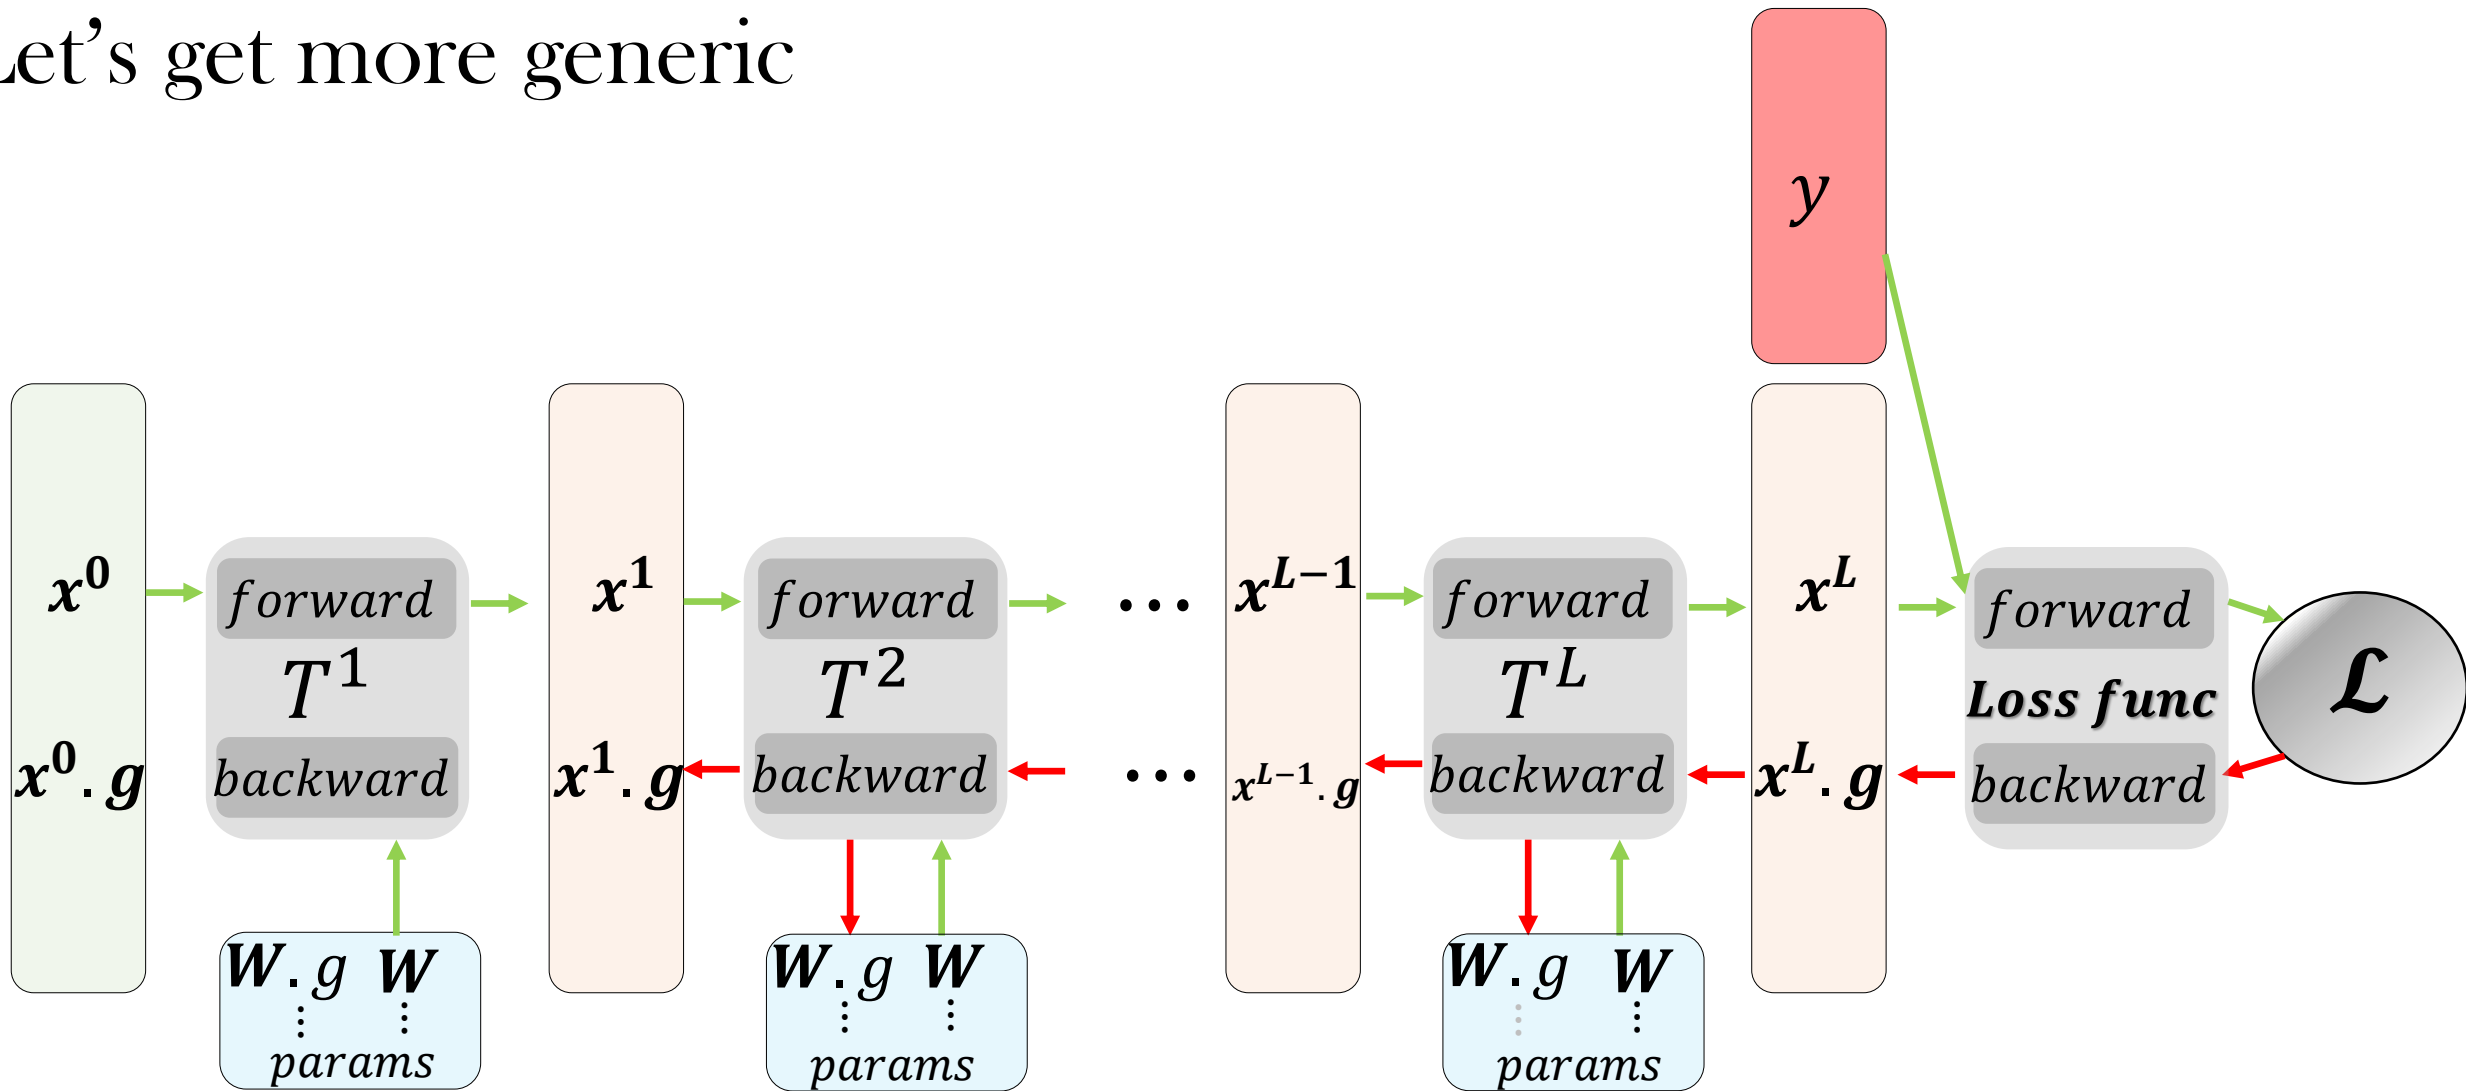 Let's get more generic
y
x^0
forward
T^1
backward
x^0.g
W.g W
⋮ ⋮
params
x^1
x^1.g
forward
T^2
backward
W.g W
⋮ ⋮
params
...
...
x^{L-1}
x^{L-1}.g
forward
T^L
backward
W.g W
⋮ ⋮
params
x^L
x^L.g
forward
Loss func
backward
ℒ